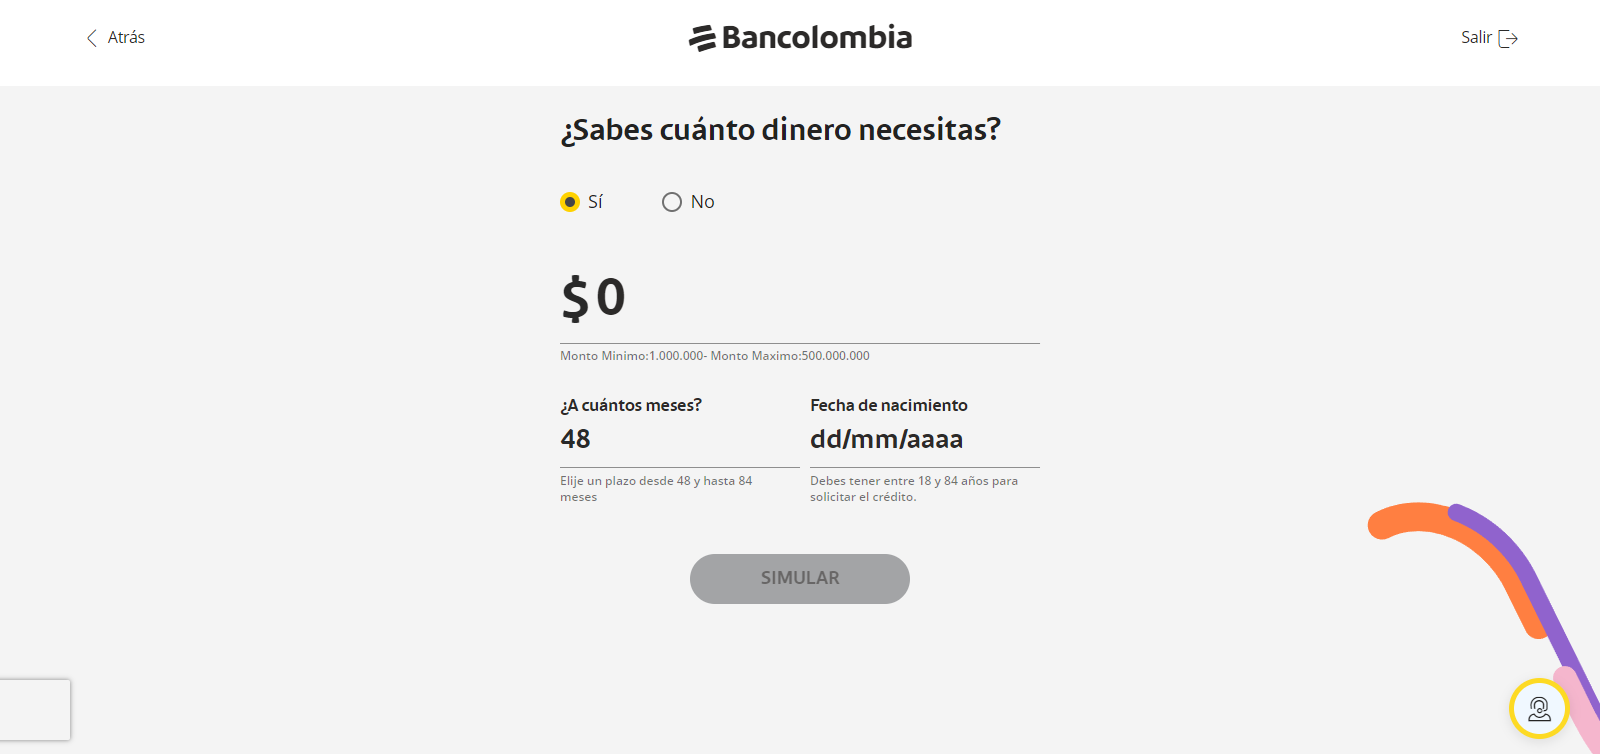 Atrás
Bancolombia
Salir
¿Sabes cuánto dinero necesitas?
Sí
No
$ 0
Monto Minimo:1.000.000- Monto Maximo:500.000.000
¿A cuántos meses?
48
Elije un plazo desde 48 y hasta 84
meses
Fecha de nacimiento
dd/mm/aaaa
Debes tener entre 18 y 84 años para
solicitar el crédito.
SIMULAR